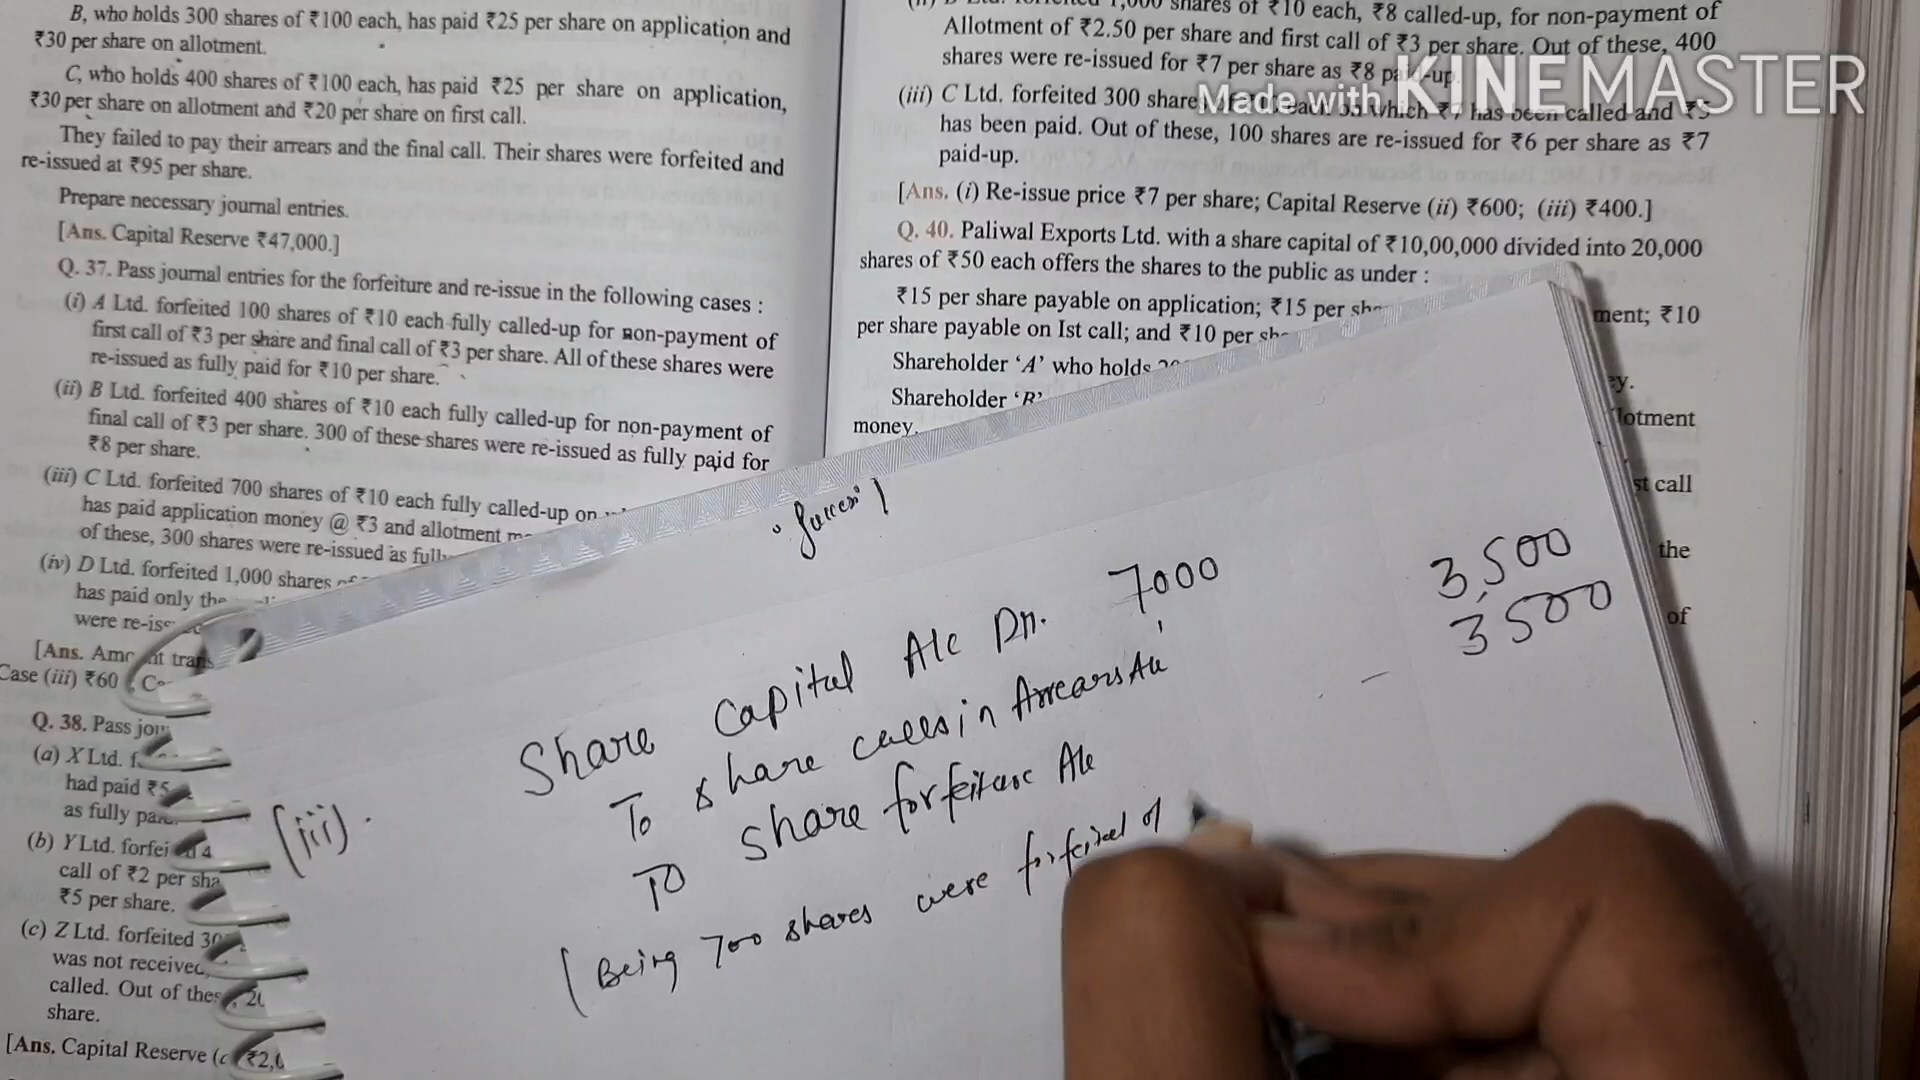 B, who holds 300 shares of ₹100 each, has paid ₹25 per share on application and
₹30 per share on allotment.
C, who holds 400 shares of ₹100 each, has paid ₹25 per share on application,
₹30 per share on allotment and ₹20 per share on first call.
They failed to pay their arrears and the final call. Their shares were forfeited and
re-issued at ₹95 per share.
Prepare necessary journal entries.
[Ans. Capital Reserve ₹47,000.]
Q. 37. Pass journal entries for the forfeiture and re-issue in the following cases :
(i) A Ltd. forfeited 100 shares of ₹10 each fully called-up for non-payment of
first call of ₹3 per share and final call of ₹3 per share. All of these shares were
re-issued as fully paid for ₹10 per share.
(ii) B Ltd. forfeited 400 shares of ₹10 each fully called-up for non-payment of
final call of ₹3 per share. 300 of these shares were re-issued as fully paid for
₹8 per share.
(iii) C Ltd. forfeited 700 shares of ₹10 each fully called-up on
has paid application money @ ₹3 and allotment
of these, 300 shares were re-issued as
(iv) D Ltd. forfeited 1,000 shares
has paid only the
were
[Ans.
Case (iii) ₹60
Q. 38. Pass
(a) X Ltd.
had paid ₹5
as fully
(b) Y Ltd.
call of ₹2 per
₹5 per share.
(c) Z Ltd. forfeited
was not
called. Out of
share.
[Ans. Capital Reserve
shares of ₹10 each, ₹8 called-up, for non-payment of
Allotment of ₹2.50 per share and first call of ₹3 per share. Out of these, 400
shares were re-issued for ₹7 per share as ₹8
(iii) C Ltd. forfeited 300 which ₹7 has been called and ₹5
has been paid. Out of these, 100 shares are re-issued for ₹6 per share as ₹7
paid-up.
[Ans. (i) Re-issue price ₹7 per share; Capital Reserve (ii) ₹600; (iii) ₹400.]
Q. 40. Paliwal Exports Ltd. with a share capital of ₹10,00,000 divided into 20,000
shares of ₹50 each offers the shares to the public as under :
₹15 per share payable on application; ₹15 per ment; ₹10
per share payable on Ist call; and ₹10 per
Shareholder ‘A’ who holds
Shareholder ‘B’
money.
call
the
of
Made with KINEMASTER
(iii).
Share Capital A/c Dr. 7000
To share calls in Arrears A/c 3,500
To share forfeiture A/c 3500
(Being 700 shares were forfeited of